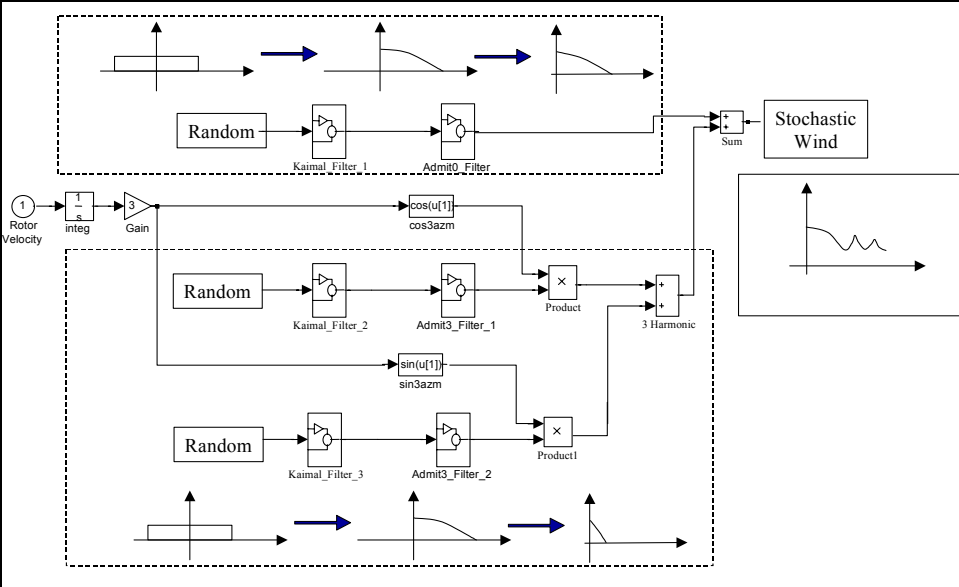 Random
Kaimal_Filter_1
Admit0_Filter
+
+
Sum
Stochastic
Wind
1
Rotor
Velocity
1
s
integ
3
Gain
cos(u[1])
cos3azm
Random
Kaimal_Filter_2
Admit3_Filter_1
×
Product
+
+
3 Harmonic
sin(u[1])
sin3azm
Random
Kaimal_Filter_3
Admit3_Filter_2
×
Product1